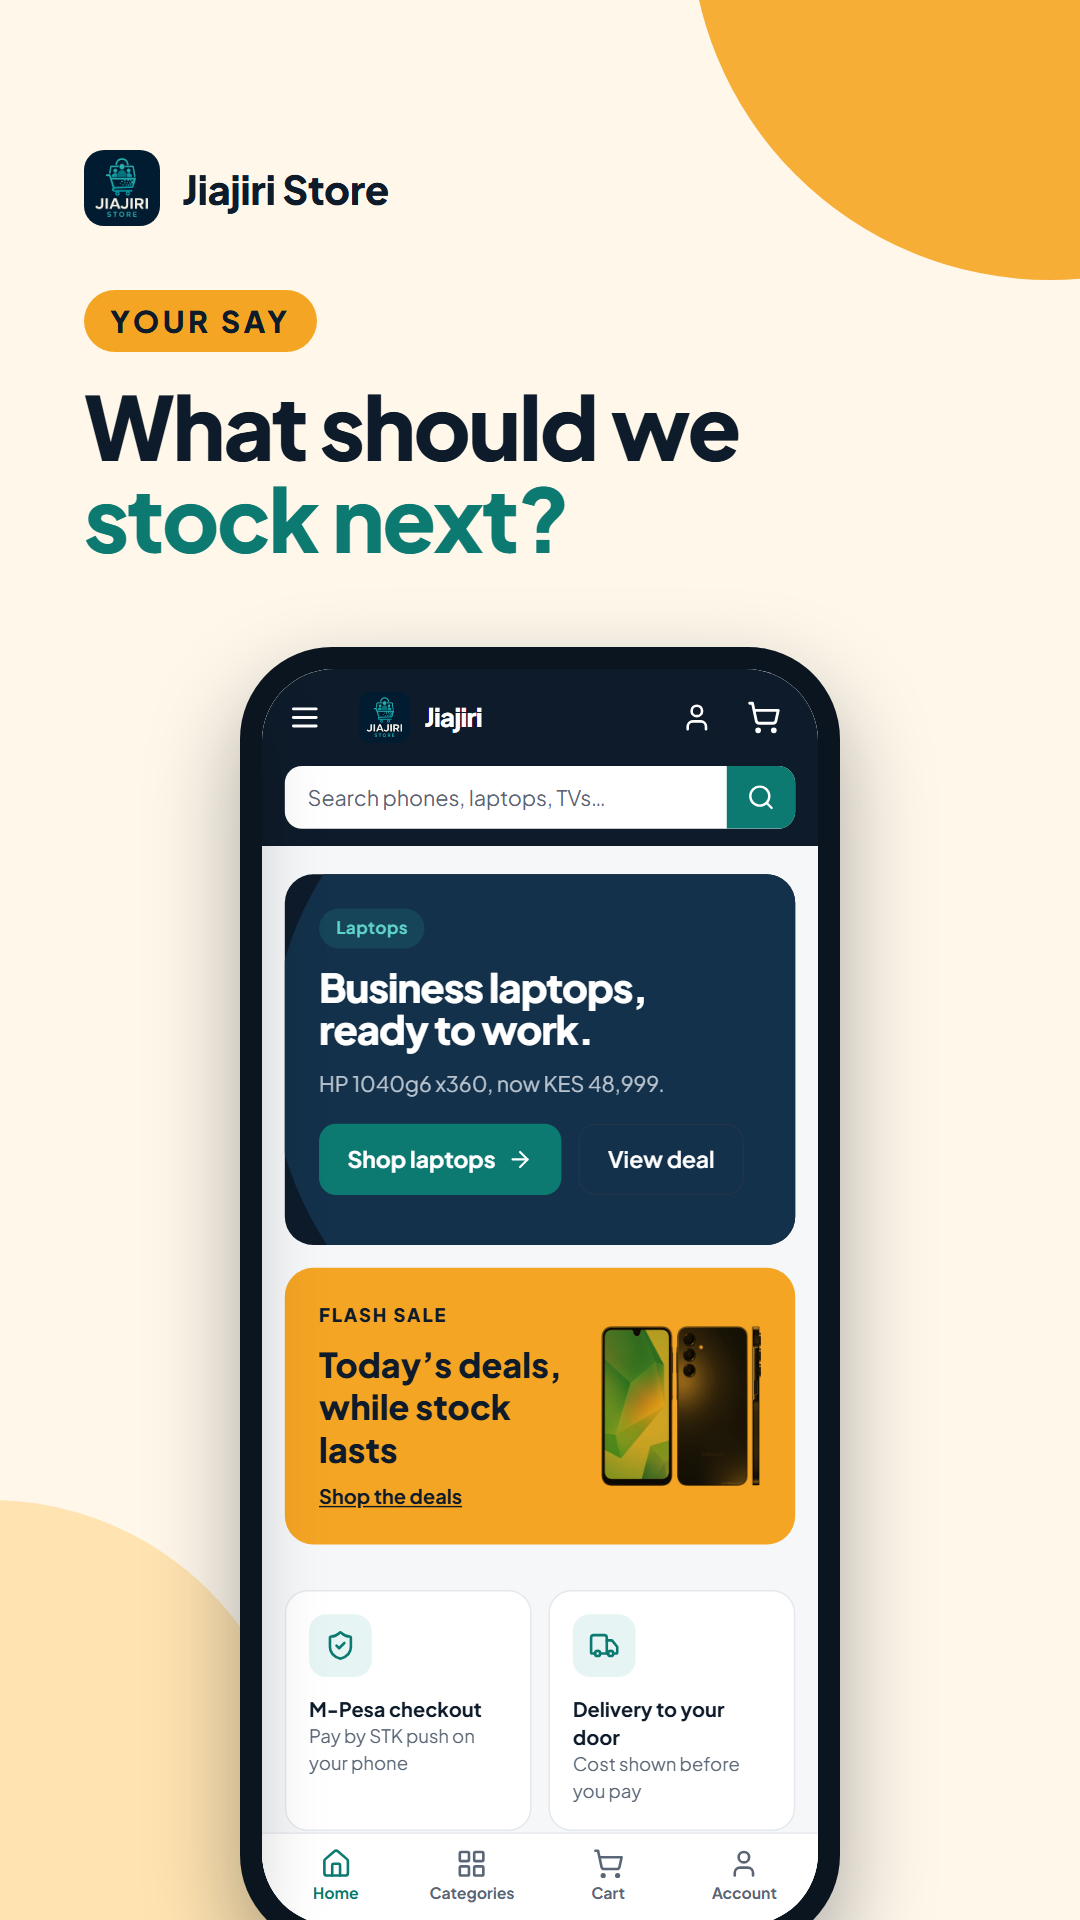 JIAJIRI
STORE
Jiajiri Store
YOUR SAY
What should we
stock next?
JIAJIRI
STORE
Jiajiri
Search phones, laptops, TVs...
Laptops
Business laptops,
ready to work.
HP 1040g6 x360, now KES 48,999.
Shop laptops
View deal
FLASH SALE
Today’s deals,
while stock
lasts
Shop the deals
M-Pesa checkout
Pay by STK push on
your phone
Delivery to your
door
Cost shown before
you pay
Home
Categories
Cart
Account